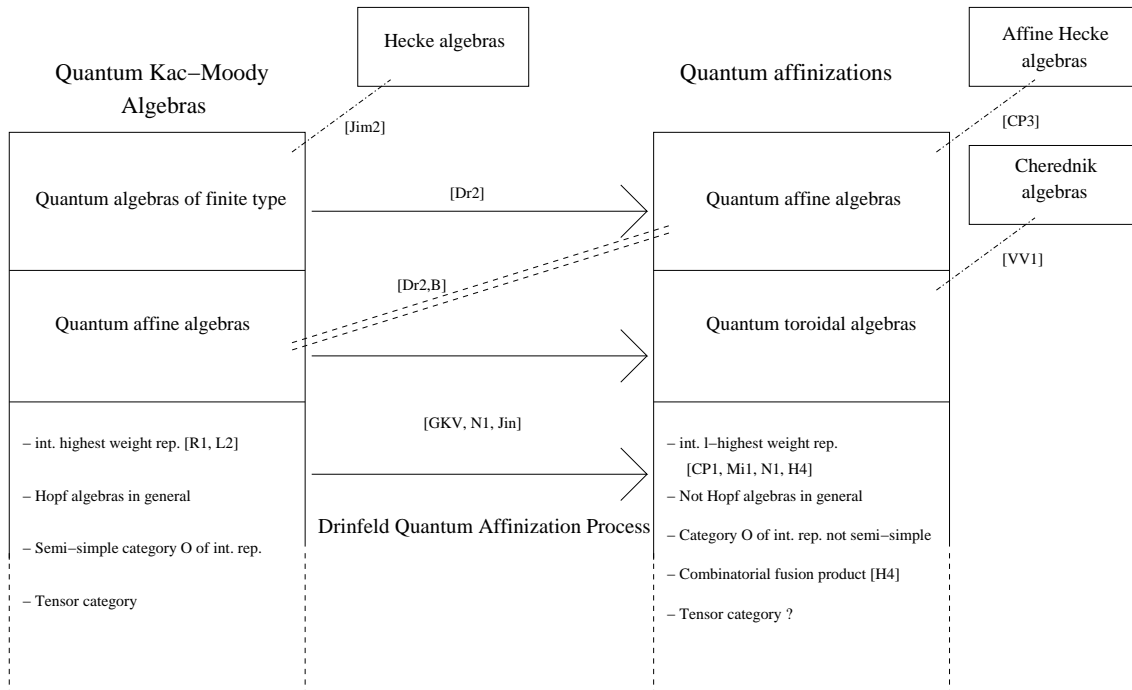 Hecke algebras
Affine Hecke
algebras
Quantum Kac−Moody
Algebras
Quantum affinizations
[Jim2]
[CP3]
Cherednik
algebras
Quantum algebras of finite type
[Dr2]
Quantum affine algebras
[VV1]
[Dr2,B]
Quantum affine algebras
Quantum toroidal algebras
[GKV, N1, Jin]
− int. highest weight rep. [R1, L2]
− Hopf algebras in general
− Semi−simple category O of int. rep.
− Tensor category
Drinfeld Quantum Affinization Process
− int. l−highest weight rep.
[CP1, Mi1, N1, H4]
− Not Hopf algebras in general
− Category O of int. rep. not semi−simple
− Combinatorial fusion product [H4]
− Tensor category ?